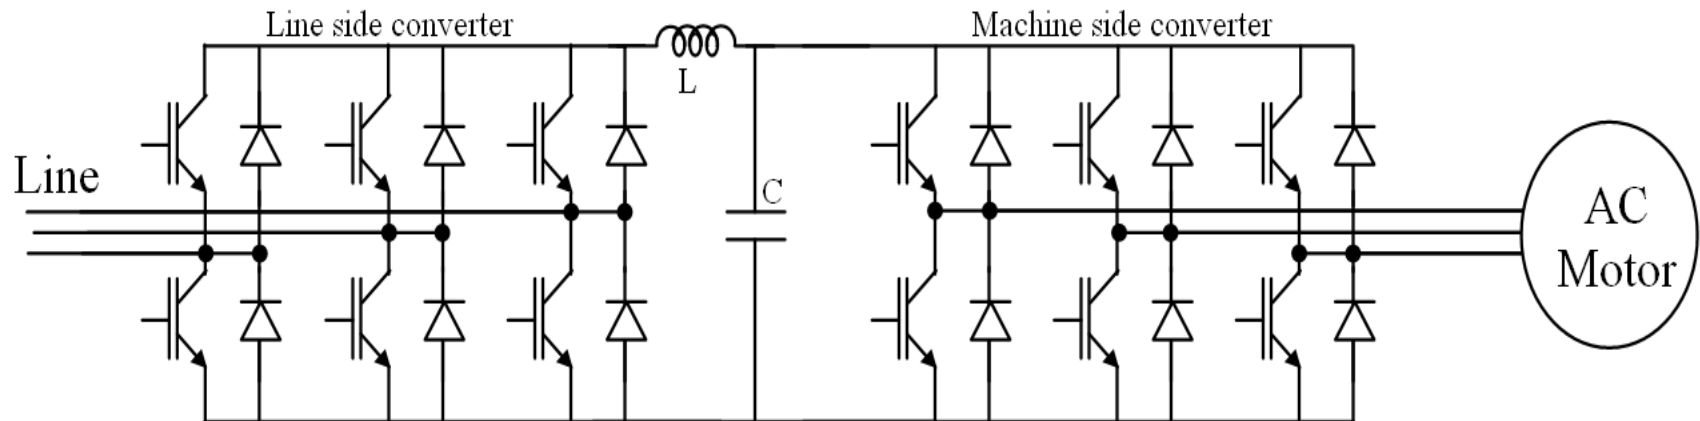 Line side converter
Machine side converter
L
C
Line
AC
Motor